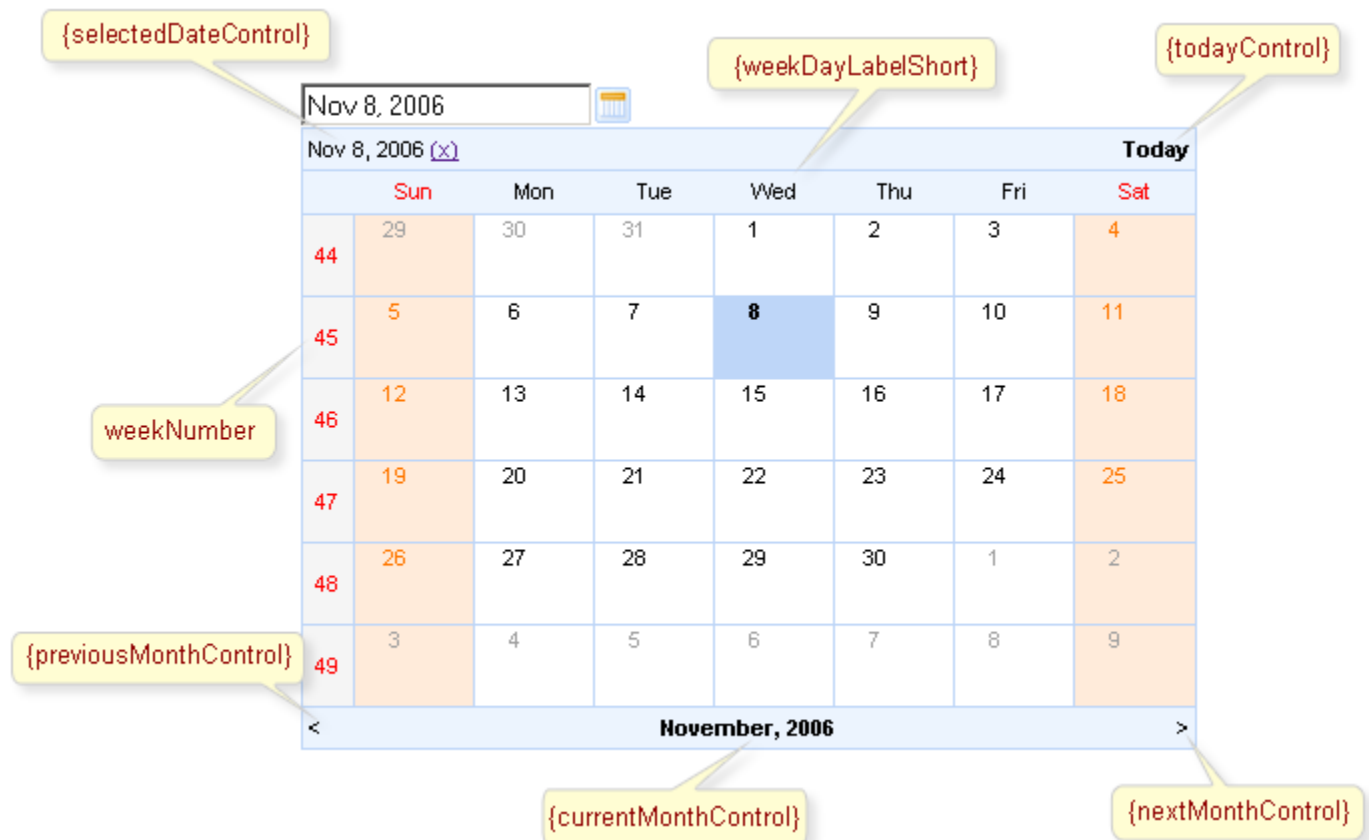 {selectedDateControl}
{weekDayLabelShort}
{todayControl}
Nov 8, 2006
Nov 8, 2006 (x) Today
Sun Mon Tue Wed Thu Fri Sat
44 29 30 31 1 2 3 4
45 5 6 7 8 9 10 11
46 12 13 14 15 16 17 18
weekNumber
47 19 20 21 22 23 24 25
48 26 27 28 29 30 1 2
49 3 4 5 6 7 8 9
{previousMonthControl}
< November, 2006 >
{currentMonthControl}
{nextMonthControl}